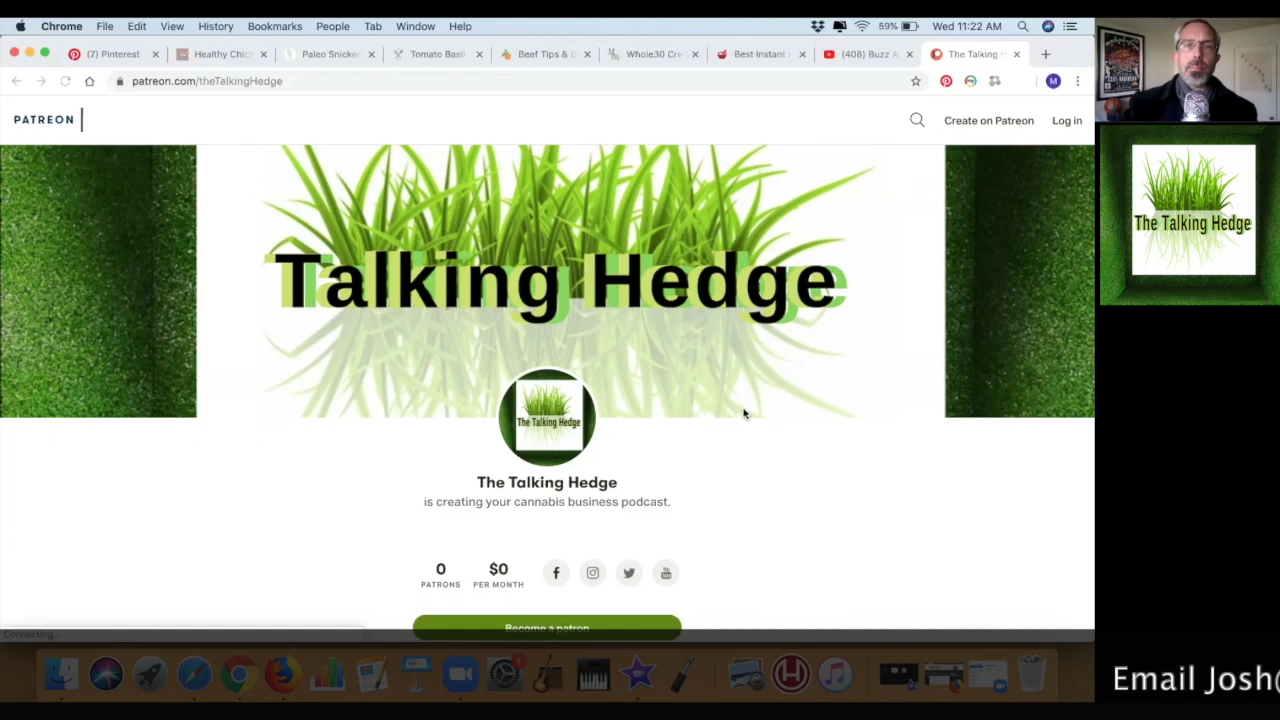 Chrome File Edit View History Bookmarks People Tab Window Help 59% Wed 11:22 AM
(7) Pinterest Healthy Chic Paleo Snicker Tomato Basil Beef Tips & Whole30 Cre Best Instant (408) Buzz A The Talking H
patreon.com/theTalkingHedge M
PATREON Create on Patreon Log in
Talking Hedge
The Talking Hedge
The Talking Hedge
The Talking Hedge
is creating your cannabis business podcast.
0 $0
PATRONS PER MONTH
Become a patron
Connecting...
Email Josh@